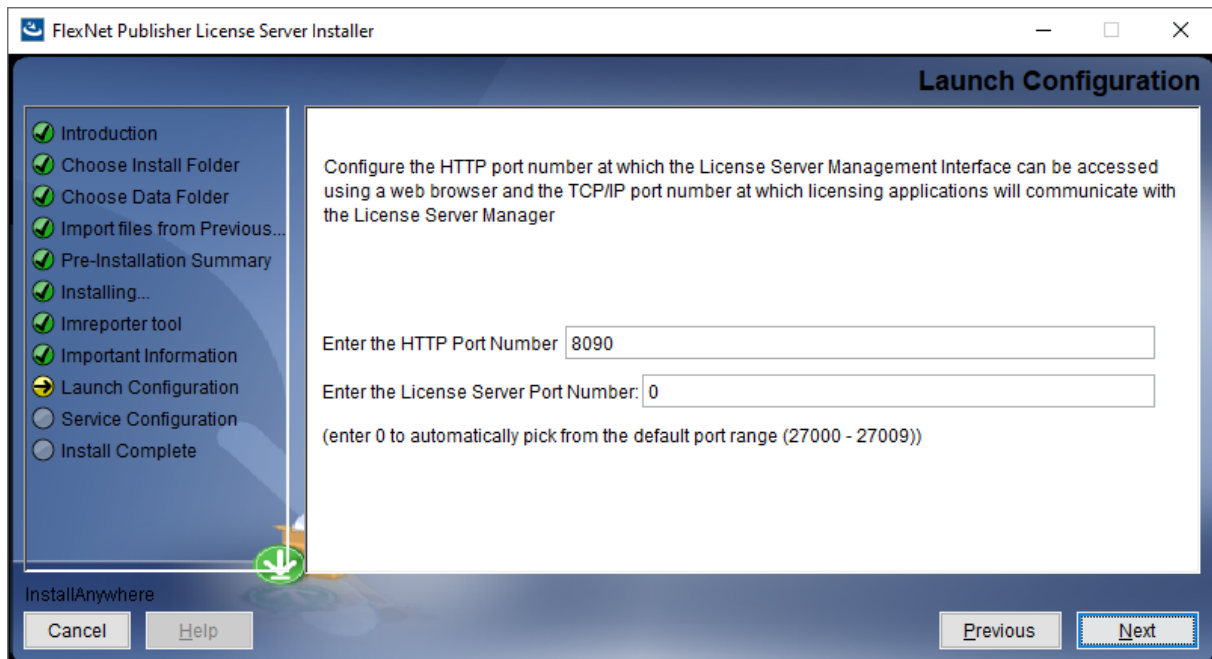 FlexNet Publisher License Server Installer
Launch Configuration
Introduction
Choose Install Folder
Choose Data Folder
Import files from Previous...
Pre-Installation Summary
Installing...
lmreporter tool
Important Information
Launch Configuration
Service Configuration
Install Complete
Configure the HTTP port number at which the License Server Management Interface can be accessed
using a web browser and the TCP/IP port number at which licensing applications will communicate with
the License Server Manager
Enter the HTTP Port Number 8090
Enter the License Server Port Number: 0
(enter 0 to automatically pick from the default port range (27000 - 27009))
InstallAnywhere
Cancel Help Previous Next